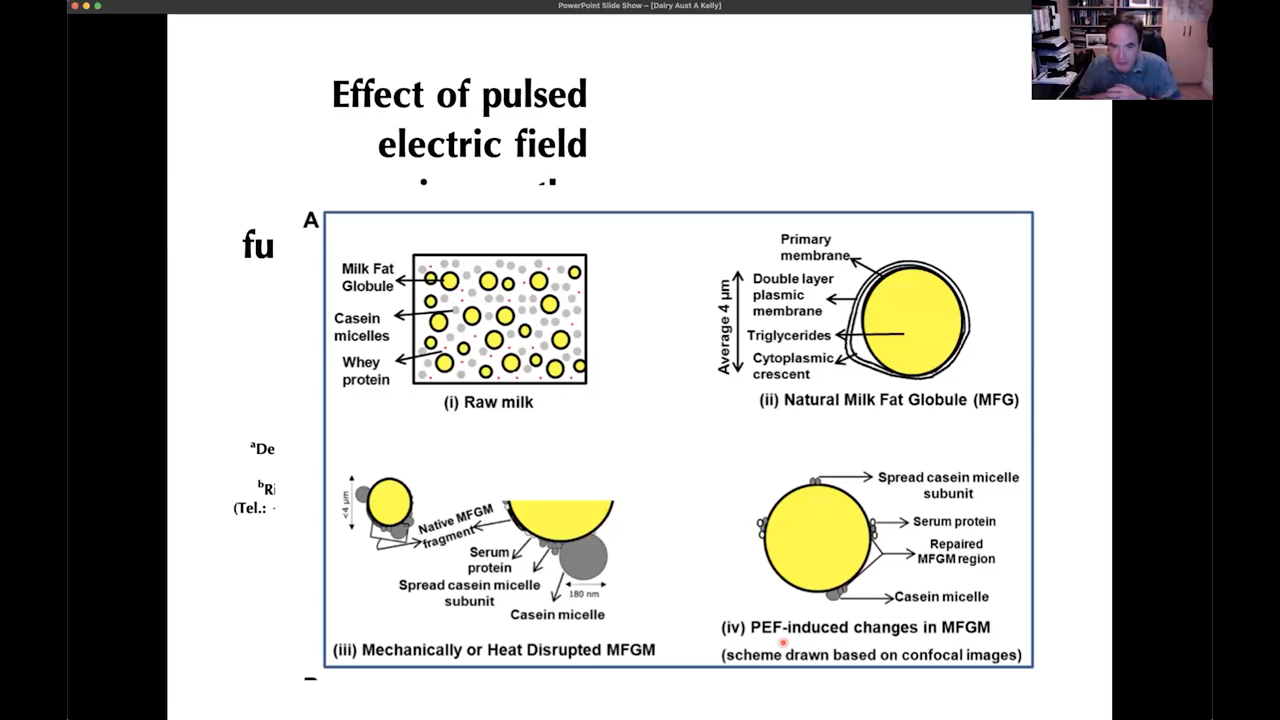 PowerPoint Slide Show – [Dairy Aust A Kelly]
Effect of pulsed
electric field
fu
A
Milk Fat
Globule
Casein
micelles
Whey
protein
(i) Raw milk
Average 4 µm
Primary
membrane
Double layer
plasmic
membrane
Triglycerides
Cytoplasmic
crescent
(ii) Natural Milk Fat Globule (MFG)
aDe
bRi
(Tel.:
<4 µm
Native MFGM
fragment
Serum
protein
Spread casein micelle
subunit
180 nm
Casein micelle
(iii) Mechanically or Heat Disrupted MFGM
Spread casein micelle
subunit
Serum protein
Repaired
MFGM region
Casein micelle
(iv) PEF-induced changes in MFGM
(scheme drawn based on confocal images)